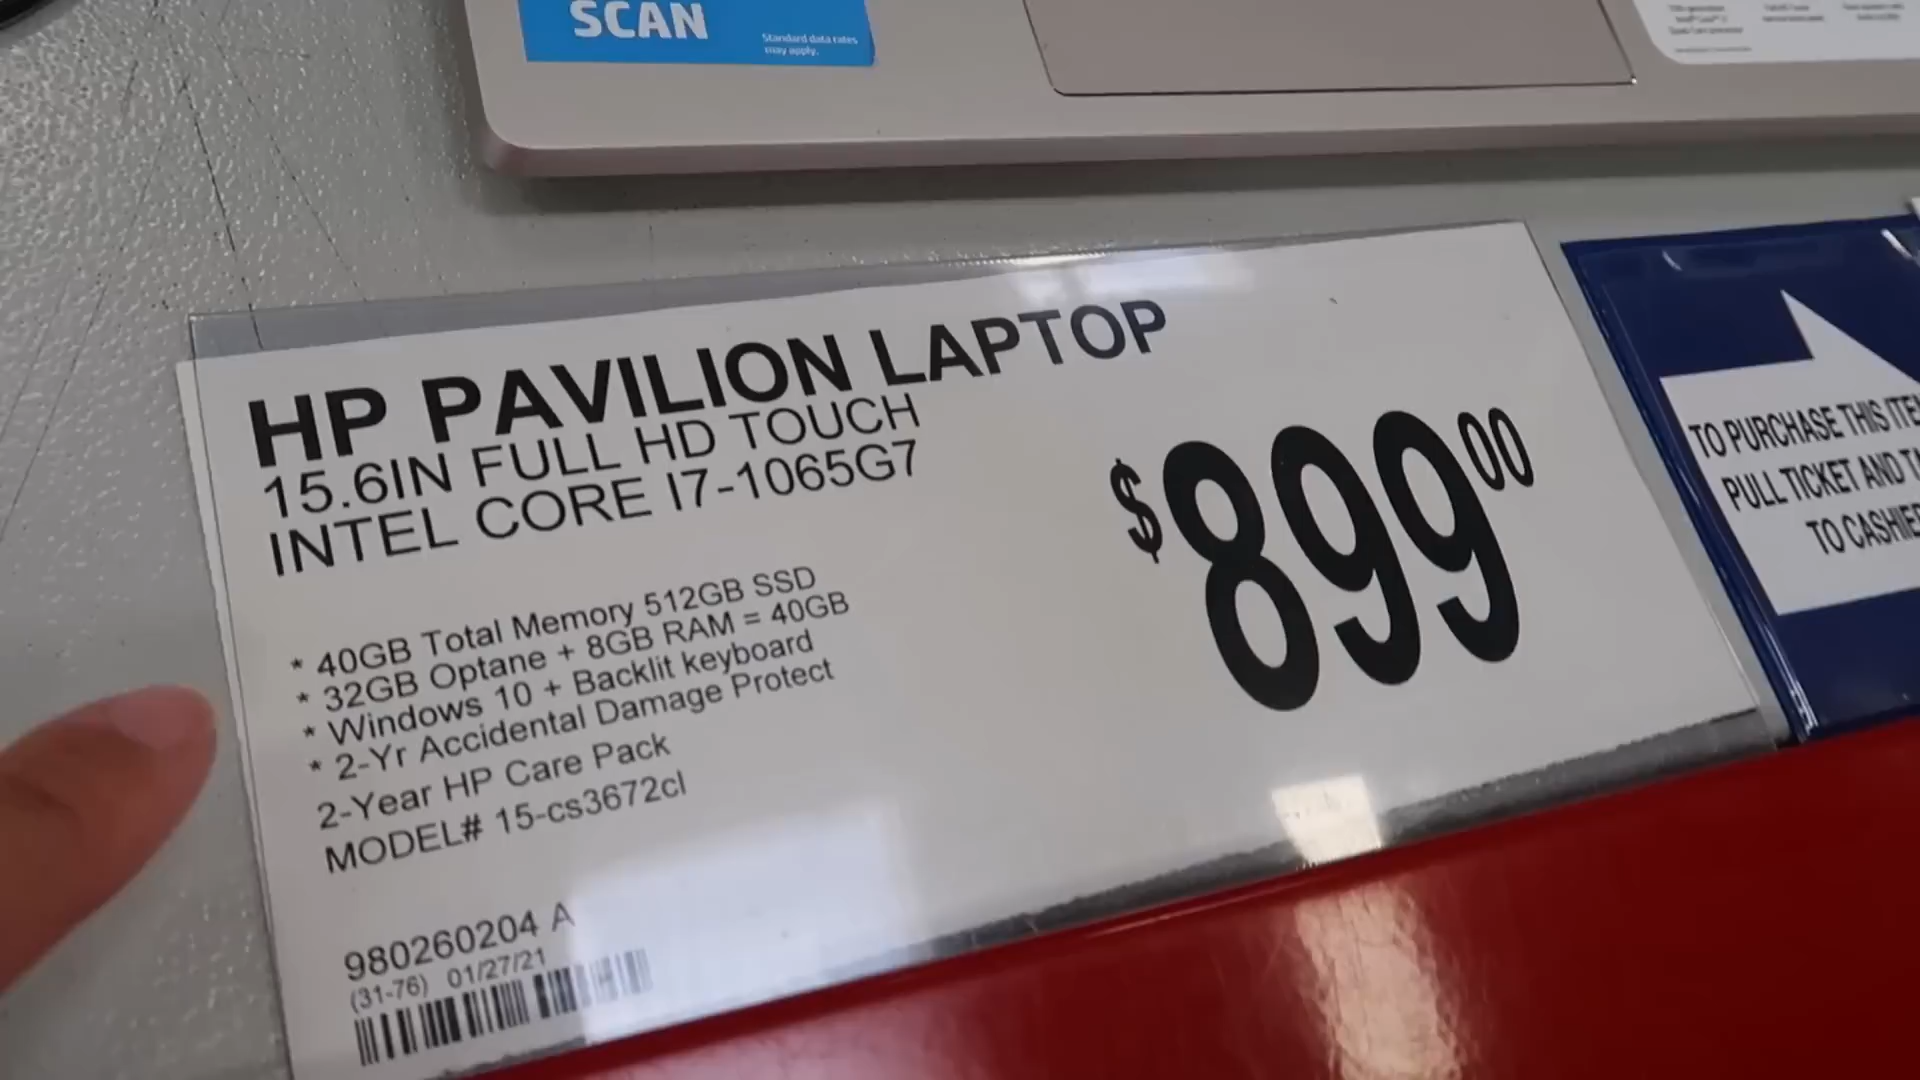 SCAN
Standard data rates
may apply.
HP PAVILION LAPTOP
15.6IN FULL HD TOUCH
INTEL CORE I7-1065G7
$899 00
* 40GB Total Memory 512GB SSD
* 32GB Optane + 8GB RAM = 40GB
* Windows 10 + Backlit keyboard
* 2-Yr Accidental Damage Protect
2-Year HP Care Pack
MODEL# 15-cs3672cl
980260204 A
(31-76) 01/27/21
TO PURCHASE THIS
PULL TICKET AND
TO